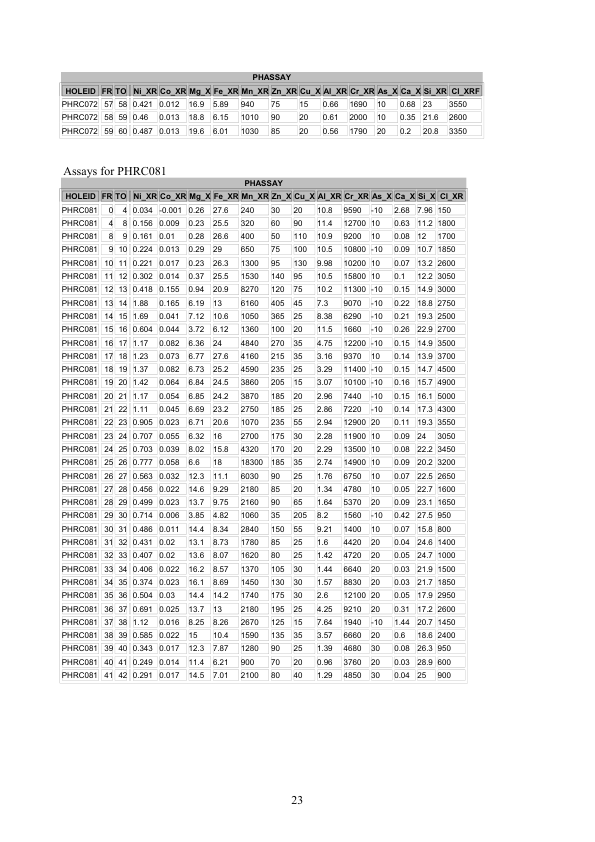 PHASSAY
HOLEID FR TO Ni_XR Co_XR Mg_X Fe_XR Mn_XR Zn_XR Cu_X Al_XR Cr_XR As_X Ca_X Si_XR Cl_XRF
PHRC072 57 58 0.421 0.012 16.9 5.89 940 75 15 0.66 1690 10 0.68 23 3550
PHRC072 58 59 0.46 0.013 18.8 6.15 1010 90 20 0.61 2000 10 0.35 21.6 2600
PHRC072 59 60 0.487 0.013 19.6 6.01 1030 85 20 0.56 1790 20 0.2 20.8 3350
Assays for PHRC081
PHASSAY
HOLEID FR TO Ni_XR Co_XR Mg_X Fe_XR Mn_XR Zn_X Cu_X Al_XR Cr_XR As_X Ca_X Si_X Cl_XR
PHRC081 0 4 0.034 -0.001 0.26 27.6 240 30 20 10.8 9590 -10 2.68 7.96 150
PHRC081 4 8 0.156 0.009 0.23 25.5 320 60 90 11.4 12700 10 0.63 11.2 1800
PHRC081 8 9 0.161 0.01 0.28 26.6 400 50 110 10.9 9200 10 0.08 12 1700
PHRC081 9 10 0.224 0.013 0.29 29 650 75 100 10.5 10800 -10 0.09 10.7 1850
PHRC081 10 11 0.221 0.017 0.23 26.3 1300 95 130 9.98 10200 10 0.07 13.2 2600
PHRC081 11 12 0.302 0.014 0.37 25.5 1530 140 95 10.5 15800 10 0.1 12.2 3050
PHRC081 12 13 0.418 0.155 0.94 20.9 8270 120 75 10.2 11300 -10 0.15 14.9 3000
PHRC081 13 14 1.88 0.165 6.19 13 6160 405 45 7.3 9070 -10 0.22 18.8 2750
PHRC081 14 15 1.69 0.041 7.12 10.6 1050 365 25 8.38 6290 -10 0.21 19.3 2500
PHRC081 15 16 0.604 0.044 3.72 6.12 1360 100 20 11.5 1660 -10 0.26 22.9 2700
PHRC081 16 17 1.17 0.082 6.36 24 4840 270 35 4.75 12200 -10 0.15 14.9 3500
PHRC081 17 18 1.23 0.073 6.77 27.6 4160 215 35 3.16 9370 10 0.14 13.9 3700
PHRC081 18 19 1.37 0.082 6.73 25.2 4590 235 25 3.29 11400 -10 0.15 14.7 4500
PHRC081 19 20 1.42 0.064 6.84 24.5 3860 205 15 3.07 10100 -10 0.16 15.7 4900
PHRC081 20 21 1.17 0.054 6.85 24.2 3870 185 20 2.96 7440 -10 0.15 16.1 5000
PHRC081 21 22 1.11 0.045 6.69 23.2 2750 185 25 2.86 7220 -10 0.14 17.3 4300
PHRC081 22 23 0.905 0.023 6.71 20.6 1070 235 55 2.94 12900 20 0.11 19.3 3550
PHRC081 23 24 0.707 0.055 6.32 16 2700 175 30 2.28 11900 10 0.09 24 3050
PHRC081 24 25 0.703 0.039 8.02 15.8 4320 170 20 2.29 13500 10 0.08 22.2 3450
PHRC081 25 26 0.777 0.058 6.6 18 18300 185 35 2.74 14900 10 0.09 20.2 3200
PHRC081 26 27 0.563 0.032 12.3 11.1 6030 90 25 1.76 6750 10 0.07 22.5 2650
PHRC081 27 28 0.456 0.022 14.6 9.29 2180 85 20 1.34 4780 10 0.05 22.7 1600
PHRC081 28 29 0.499 0.023 13.7 9.75 2160 90 65 1.64 5370 20 0.09 23.1 1650
PHRC081 29 30 0.714 0.006 3.85 4.82 1060 35 205 8.2 1560 -10 0.42 27.5 950
PHRC081 30 31 0.486 0.011 14.4 8.34 2840 150 55 9.21 1400 10 0.07 15.8 800
PHRC081 31 32 0.431 0.02 13.1 8.73 1780 85 25 1.6 4420 20 0.04 24.6 1400
PHRC081 32 33 0.407 0.02 13.6 8.07 1620 80 25 1.42 4720 20 0.05 24.7 1000
PHRC081 33 34 0.406 0.022 16.2 8.57 1370 105 30 1.44 6640 20 0.03 21.9 1500
PHRC081 34 35 0.374 0.023 16.1 8.69 1450 130 30 1.57 8830 20 0.03 21.7 1850
PHRC081 35 36 0.504 0.03 14.4 14.2 1740 175 30 2.6 12100 20 0.05 17.9 2950
PHRC081 36 37 0.691 0.025 13.7 13 2180 195 25 4.25 9210 20 0.31 17.2 2600
PHRC081 37 38 1.12 0.016 8.25 8.26 2670 125 15 7.64 1940 -10 1.44 20.7 1450
PHRC081 38 39 0.585 0.022 15 10.4 1590 135 35 3.57 6660 20 0.6 18.6 2400
PHRC081 39 40 0.343 0.017 12.3 7.87 1280 90 25 1.39 4680 30 0.08 26.3 950
PHRC081 40 41 0.249 0.014 11.4 6.21 900 70 20 0.96 3760 20 0.03 28.9 600
PHRC081 41 42 0.291 0.017 14.5 7.01 2100 80 40 1.29 4850 30 0.04 25 900
23